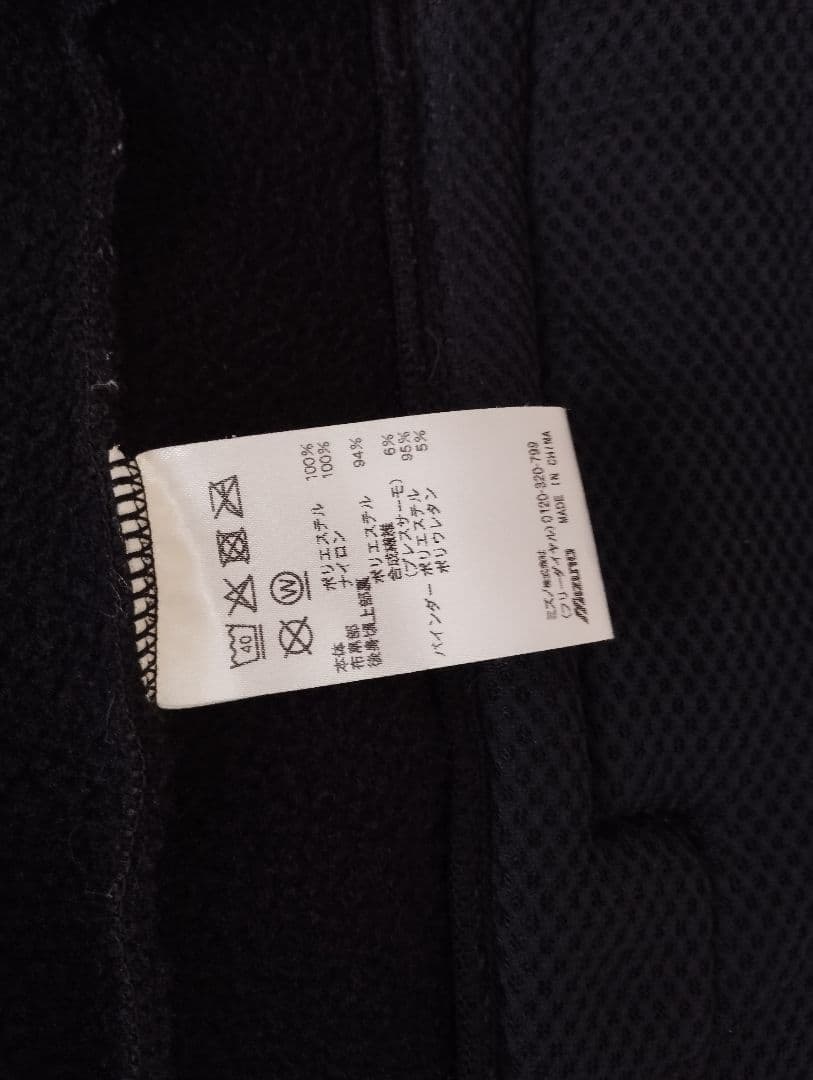 40
W
本体 ポリエステル 100%
布帛部 ナイロン 100%
後身頃上部裏
ポリエステル 94%
合成繊維 6%
(ブレスサーモ)
バインダー ポリエステル 95%
ポリウレタン 5%
ミズノ株式会社
(フリーダイヤル) 0120-320-799
Mizuno MADE IN CHINA